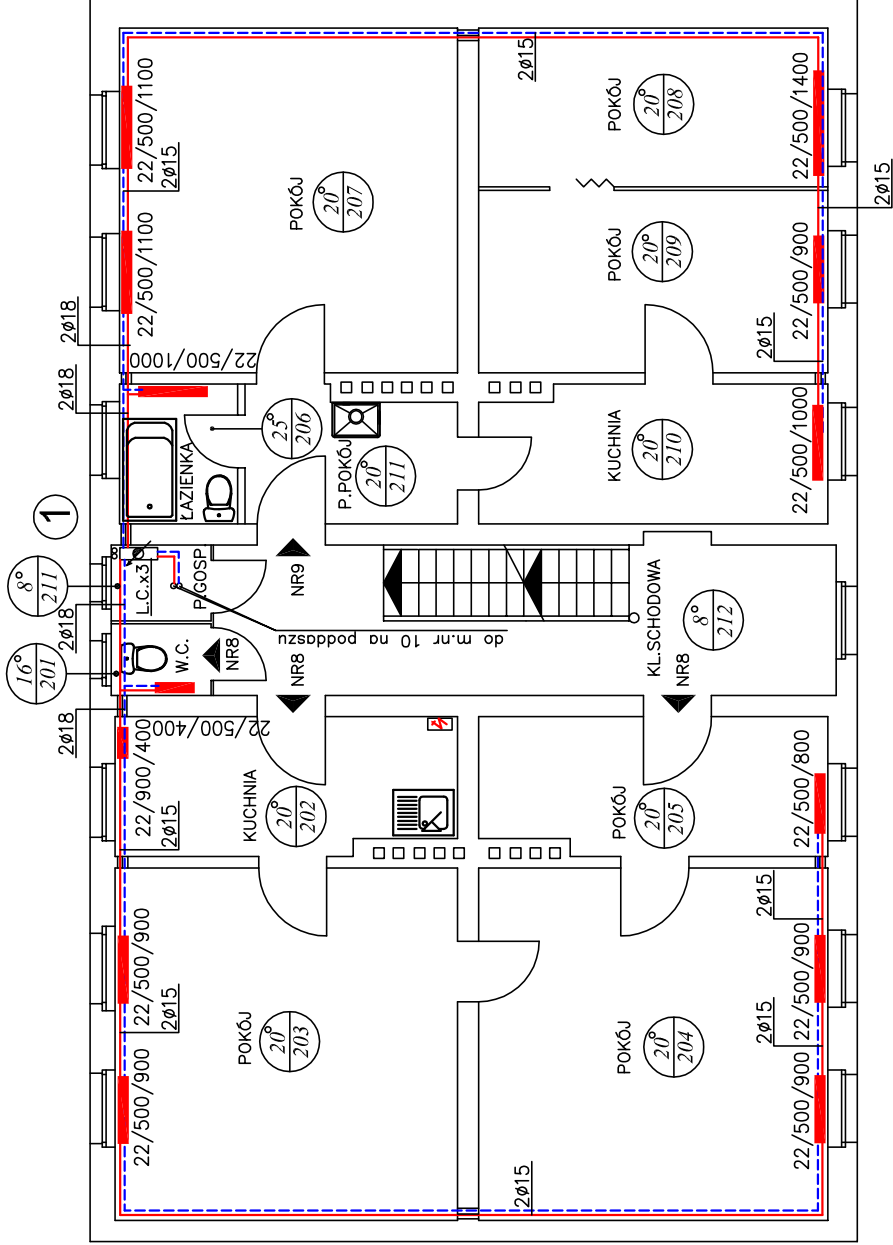 1
8°
211
16°
201
2ø18
2ø18
2ø18
2ø18
22/500/1100
2ø15
22/500/1100
22/500/1000
22/500/400
22/900/400
2ø15
22/500/900
2ø15
22/500/900
POKÓJ
20°
207
ŁAZIENKA
25°
206
P.POKÓJ
20°
211
L.C.x3
P.GOSP.
W.C.
NR8
NR9
NR8
do m.nr 10 na poddaszu
KUCHNIA
20°
202
POKÓJ
20°
203
2ø15
POKÓJ
20°
208
POKÓJ
20°
209
KUCHNIA
20°
210
KL.SCHODOWA
8°
212
NR8
POKÓJ
20°
205
POKÓJ
20°
204
2ø15
22/500/1400
2ø15
22/500/900
2ø15
22/500/1000
22/500/800
2ø15
22/500/900
2ø15
22/500/900